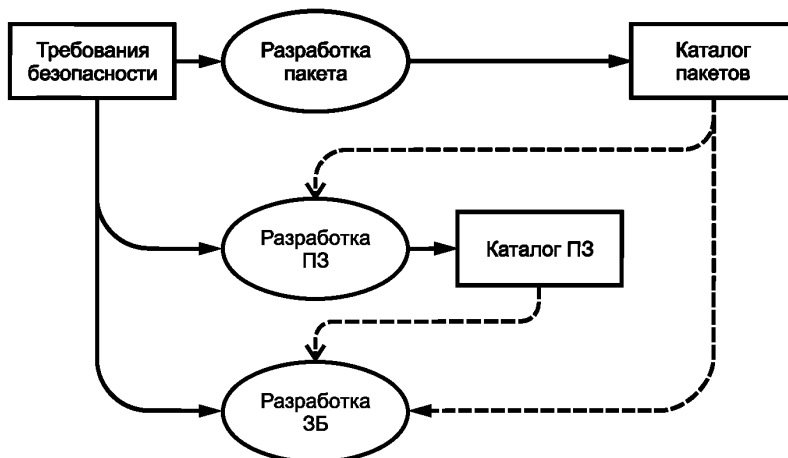 Требования
безопасности
Разработка
пакета
Каталог
пакетов
Разработка
ПЗ
Каталог ПЗ
Разработка
ЗБ